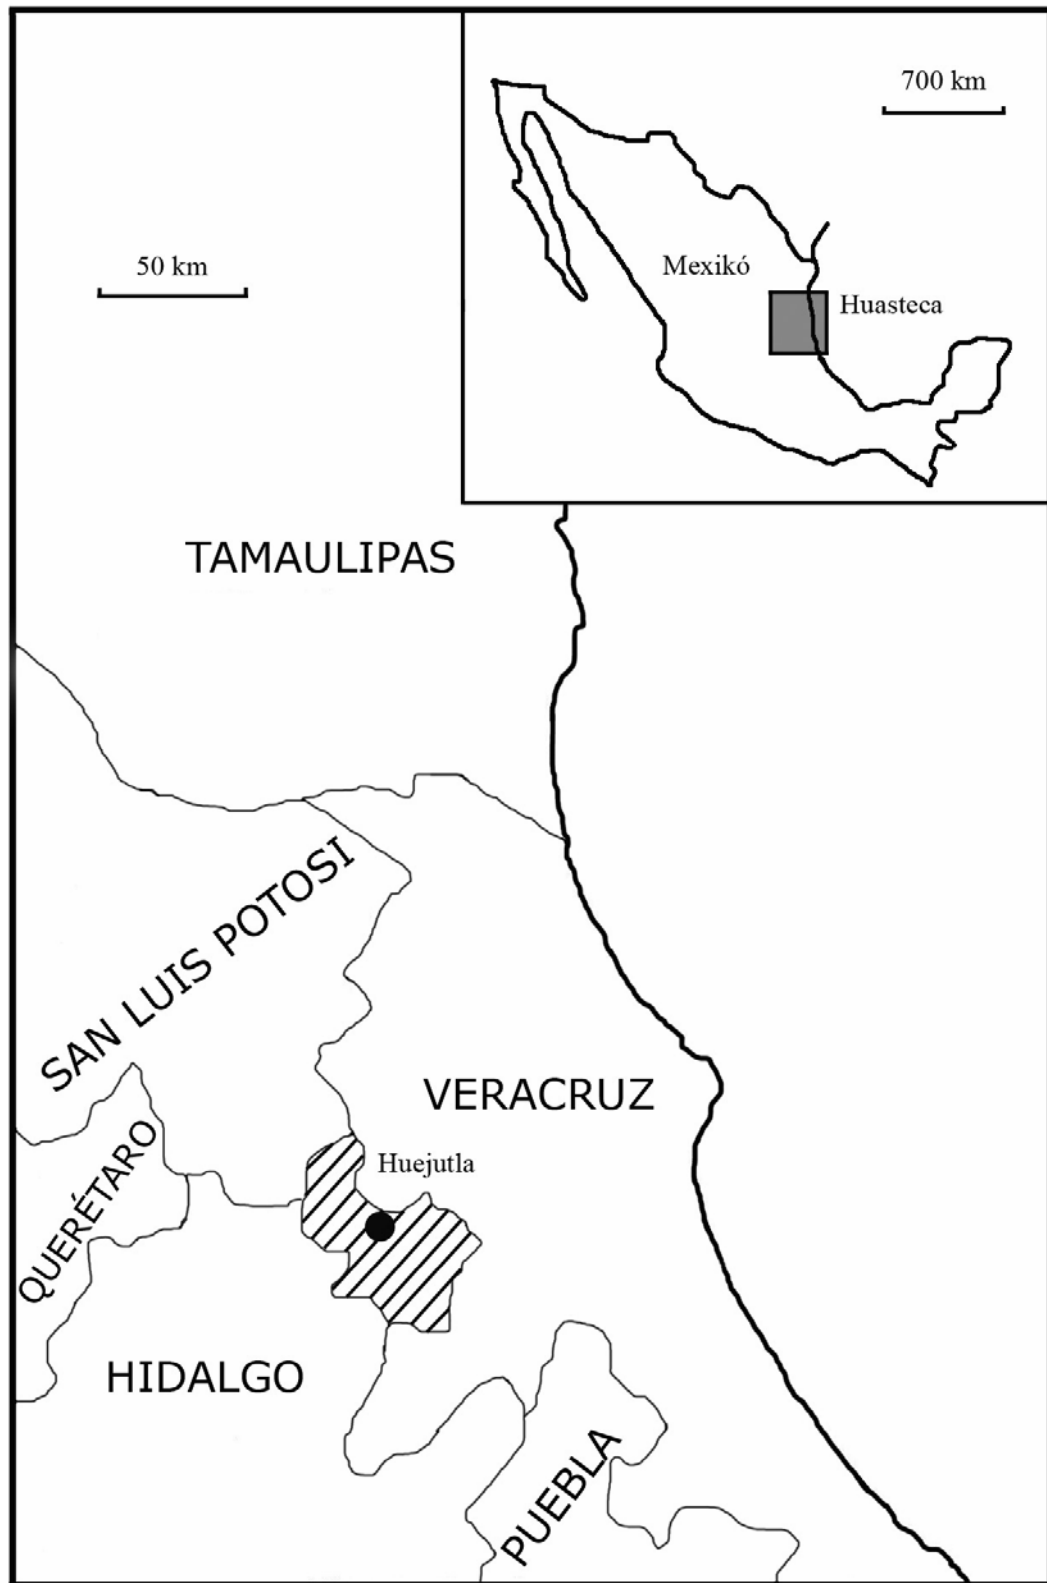 700 km
50 km
Mexikó
Huasteca
TAMAULIPAS
SAN LUIS POTOSI
VERACRUZ
QUERÉTARO
Huejutla
HIDALGO
PUEBLA